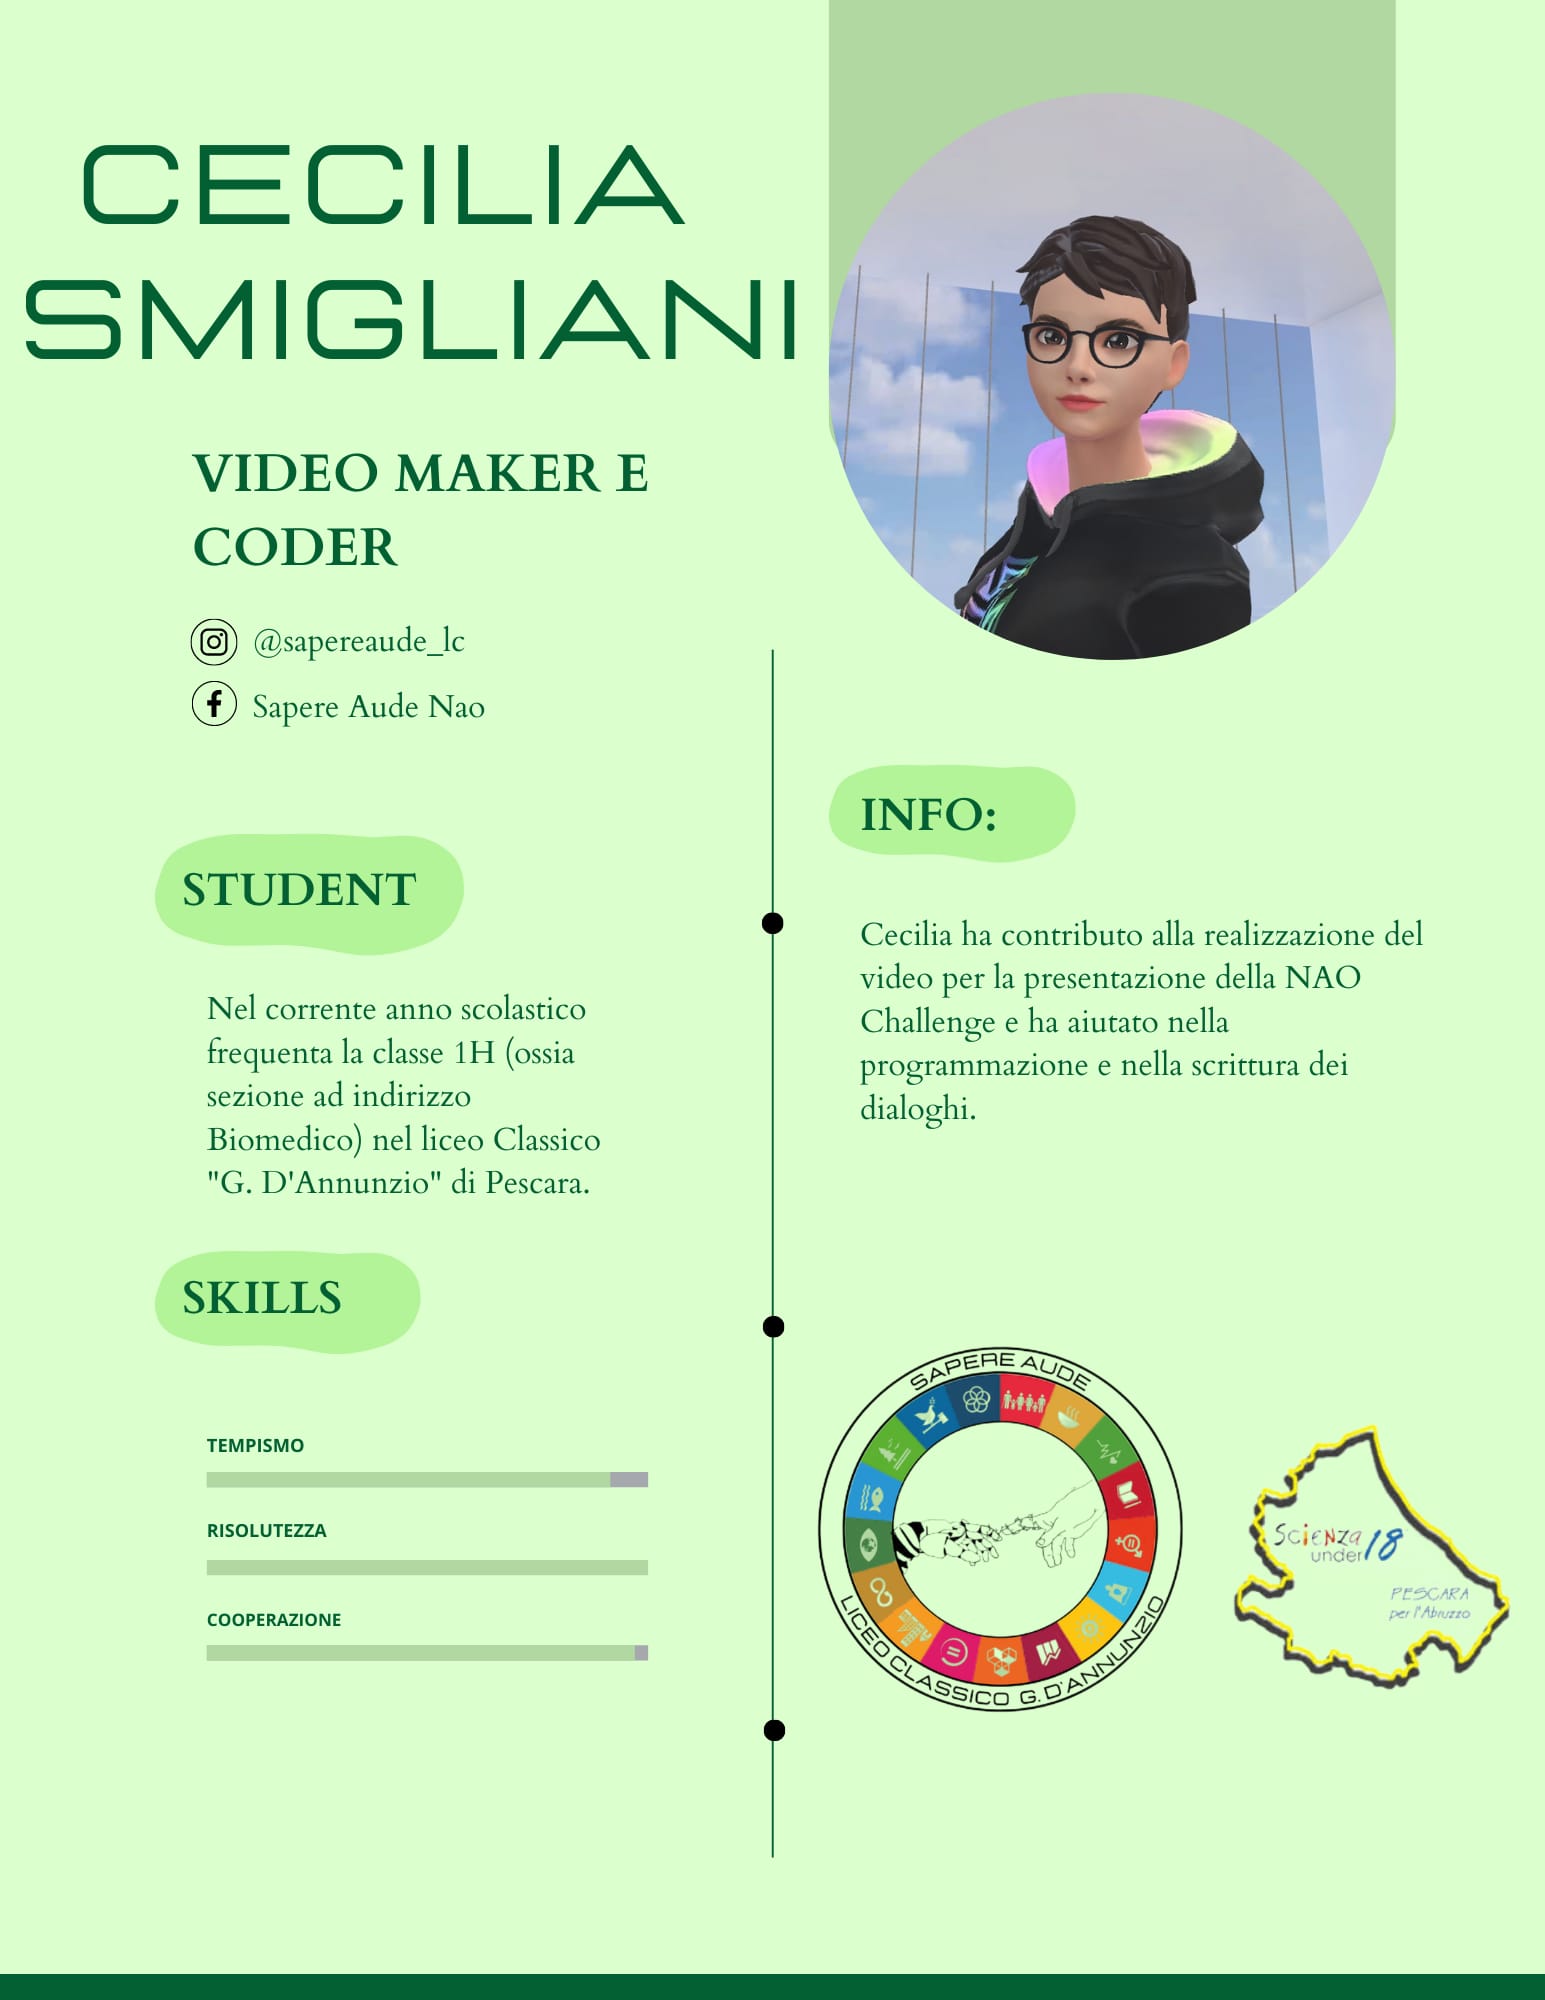 CECILIA
SMIGLIANI
VIDEO MAKER E
CODER
@sapereaude_lc
Sapere Aude Nao
STUDENT
Nel corrente anno scolastico
frequenta la classe 1H (ossia
sezione ad indirizzo
Biomedico) nel liceo Classico
"G. D'Annunzio" di Pescara.
SKILLS
TEMPISMO
RISOLUTEZZA
COOPERAZIONE
INFO:
Cecilia ha contributo alla realizzazione del
video per la presentazione della NAO
Challenge e ha aiutato nella
programmazione e nella scrittura dei
dialoghi.
SAPERE AUDE
LICEO CLASSICO G. D'ANNUNZIO
Scienza
under18
PESCARA
per l'Abruzzo